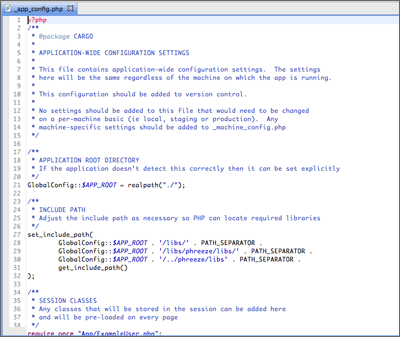 _app_config.php
1 <?php
2 /**
3 * @package CARGO
4 *
5 * APPLICATION-WIDE CONFIGURATION SETTINGS
6 *
7 * This file contains application-wide configuration settings. The settings
8 * here will be the same regardless of the machine on which the app is running.
9 *
10 * This configuration should be added to version control.
11 *
12 * No settings should be added to this file that would need to be changed
13 * on a per-machine basic (ie local, staging or production). Any
14 * machine-specific settings should be added to _machine_config.php
15 */
16
17 /**
18 * APPLICATION ROOT DIRECTORY
19 * If the application doesn't detect this correctly then it can be set explicitly
20 */
21 GlobalConfig::$APP_ROOT = realpath("./");
22
23 /**
24 * INCLUDE PATH
25 * Adjust the include path as necessary so PHP can locate required libraries
26 */
27 set_include_path(
28 GlobalConfig::$APP_ROOT . '/libs/' . PATH_SEPARATOR .
29 GlobalConfig::$APP_ROOT . '/libs/phreeze/libs/' . PATH_SEPARATOR .
30 GlobalConfig::$APP_ROOT . '/../phreeze/libs/' . PATH_SEPARATOR .
31 get_include_path()
32 );
33
34 /**
35 * SESSION CLASSES
36 * Any classes that will be stored in the session can be added here
37 * and will be pre-loaded on every page
38 */
require_once "App/ExampleUser.php";